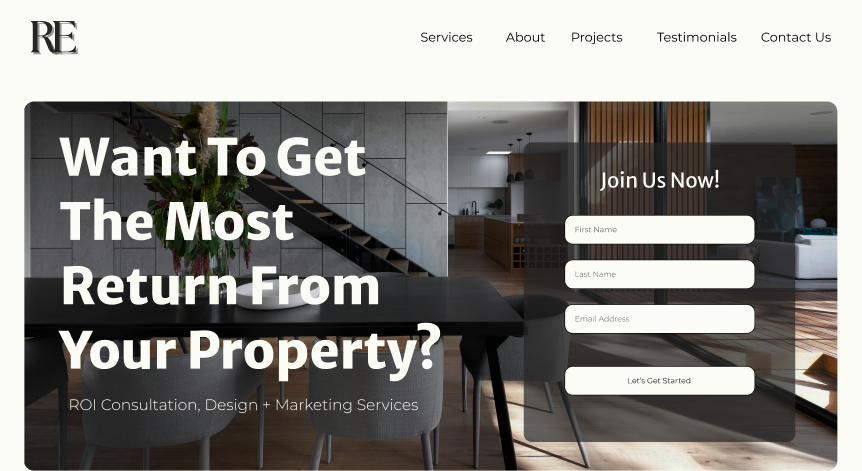 RE
Services
About
Projects
Testimonials
Contact Us
Want To Get
The Most
Return From
Your Property?
ROI Consultation, Design + Marketing Services
Join Us Now!
First Name
Last Name
Email Address
Let's Get Started